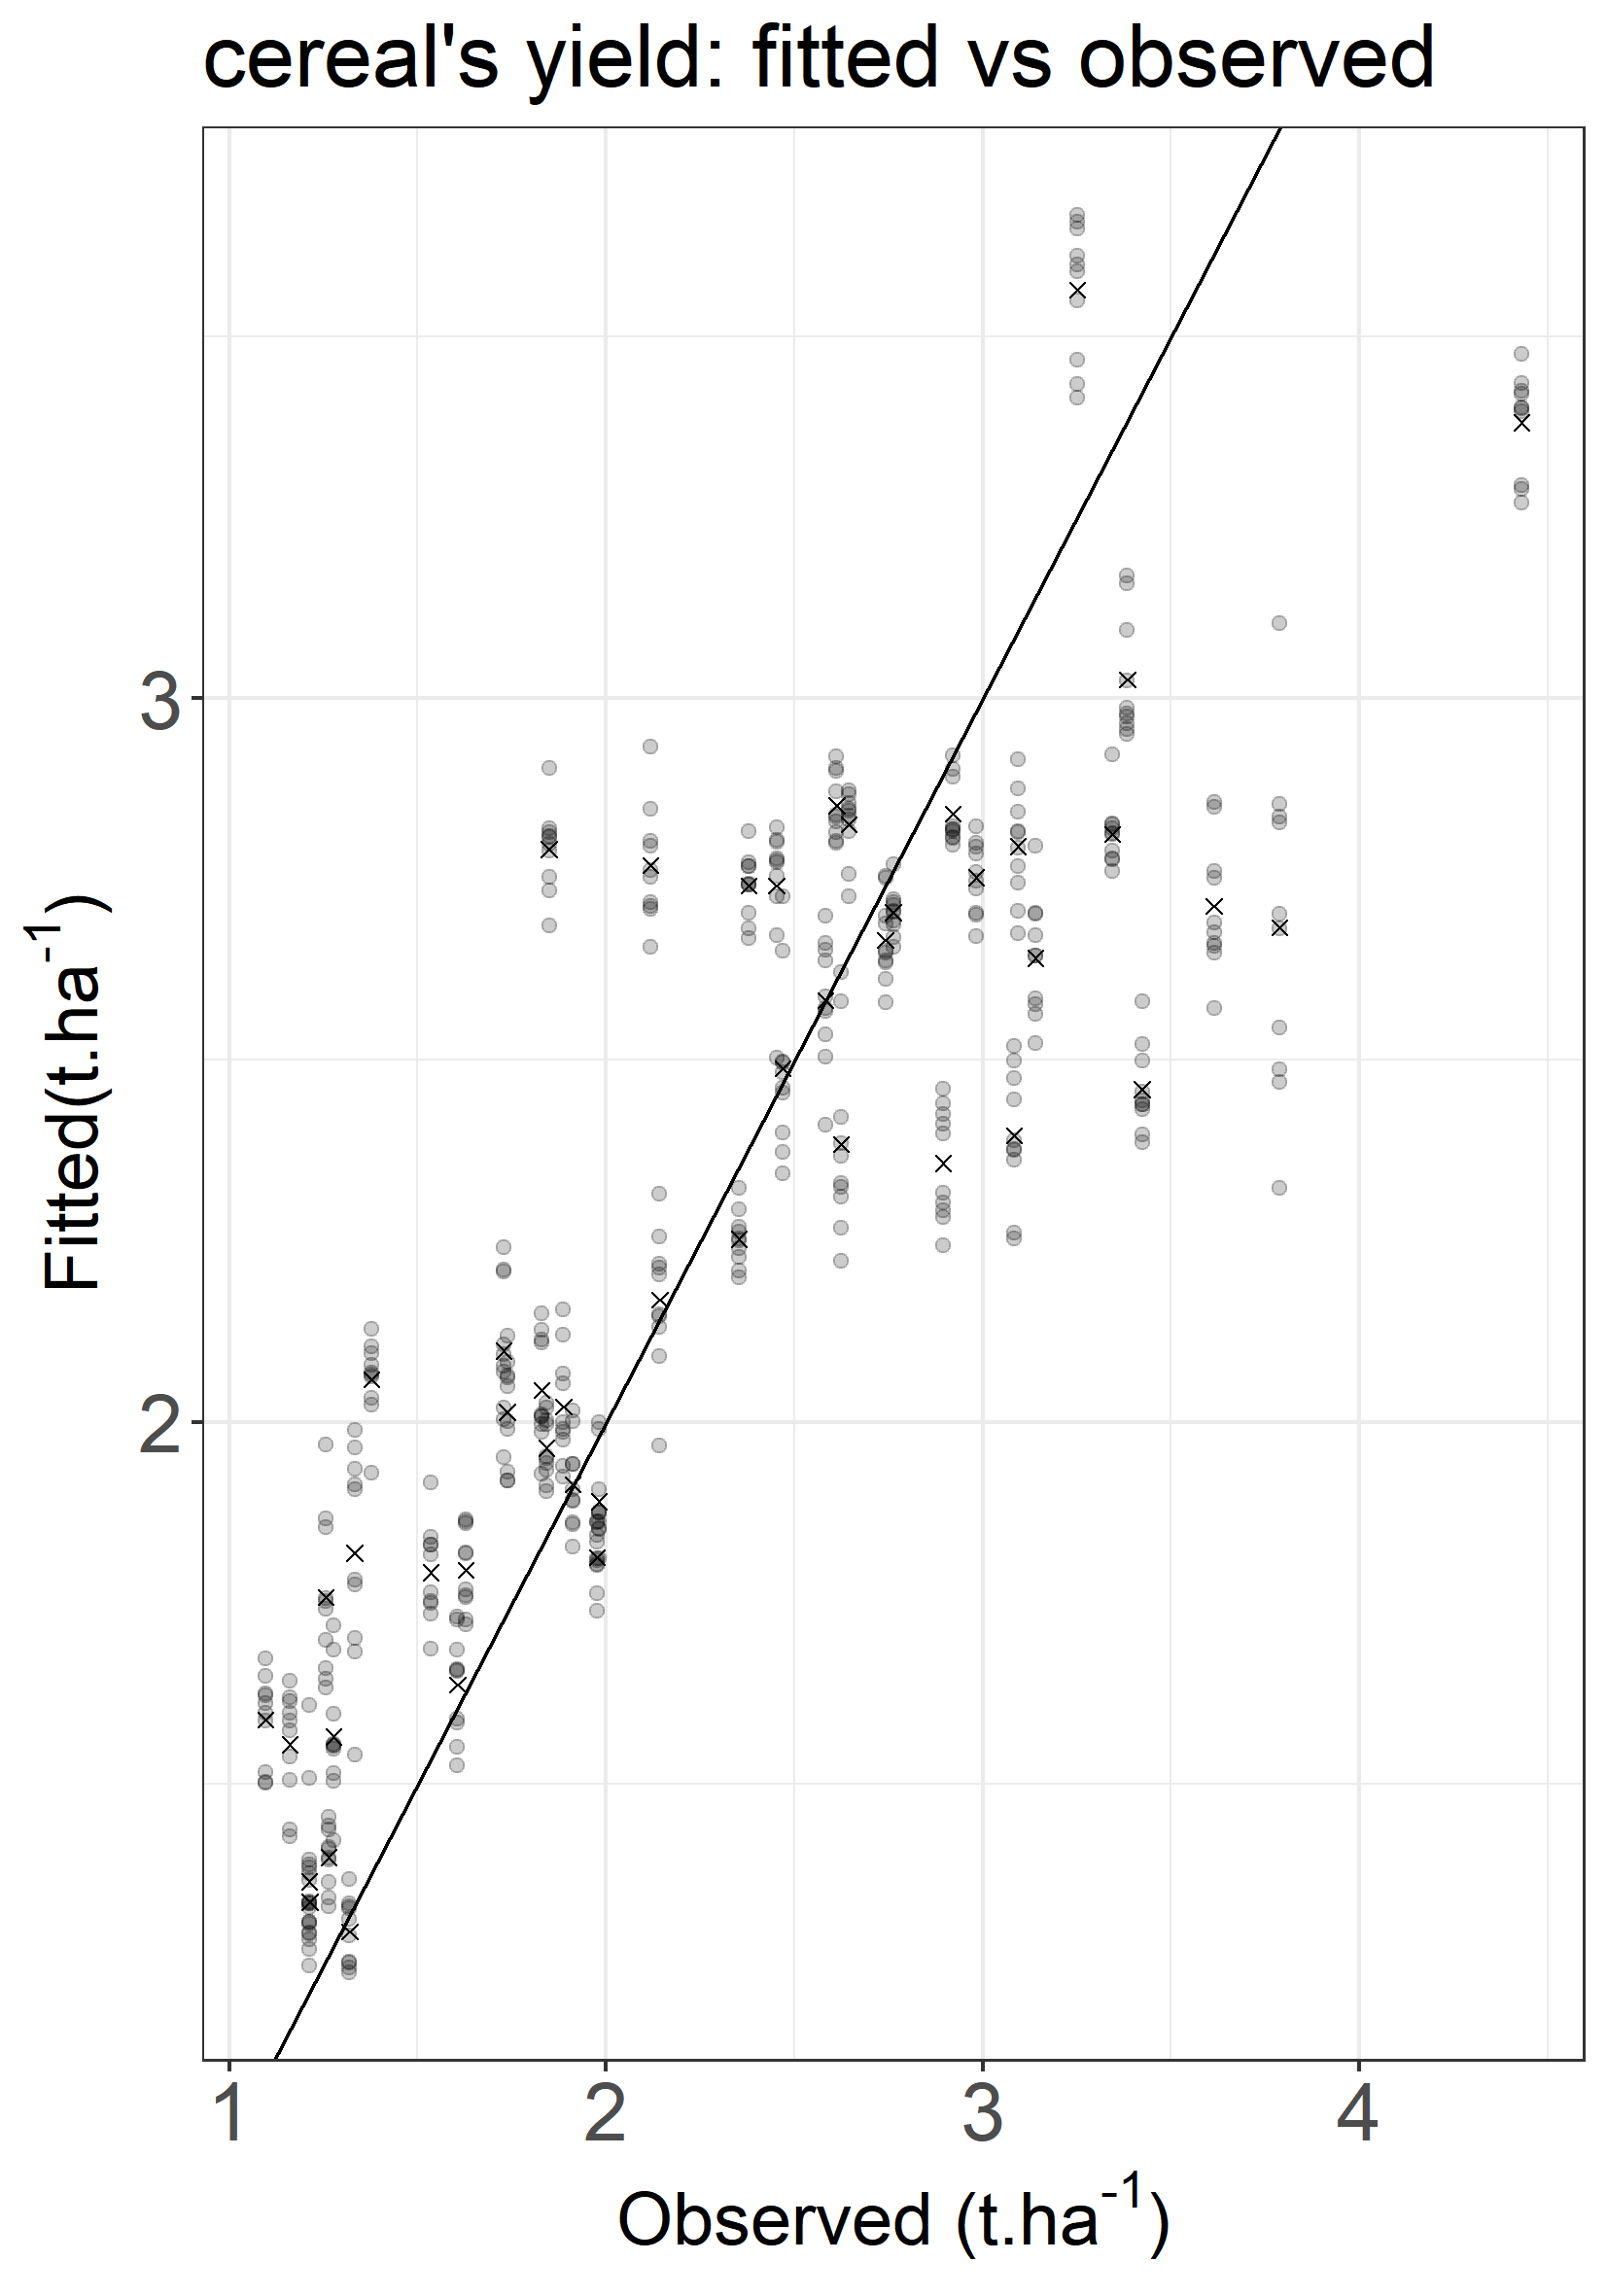 cereal's yield: fitted vs observed
Fitted(t.ha⁻¹)
3
2
1 2 3 4
Observed (t.ha⁻¹)